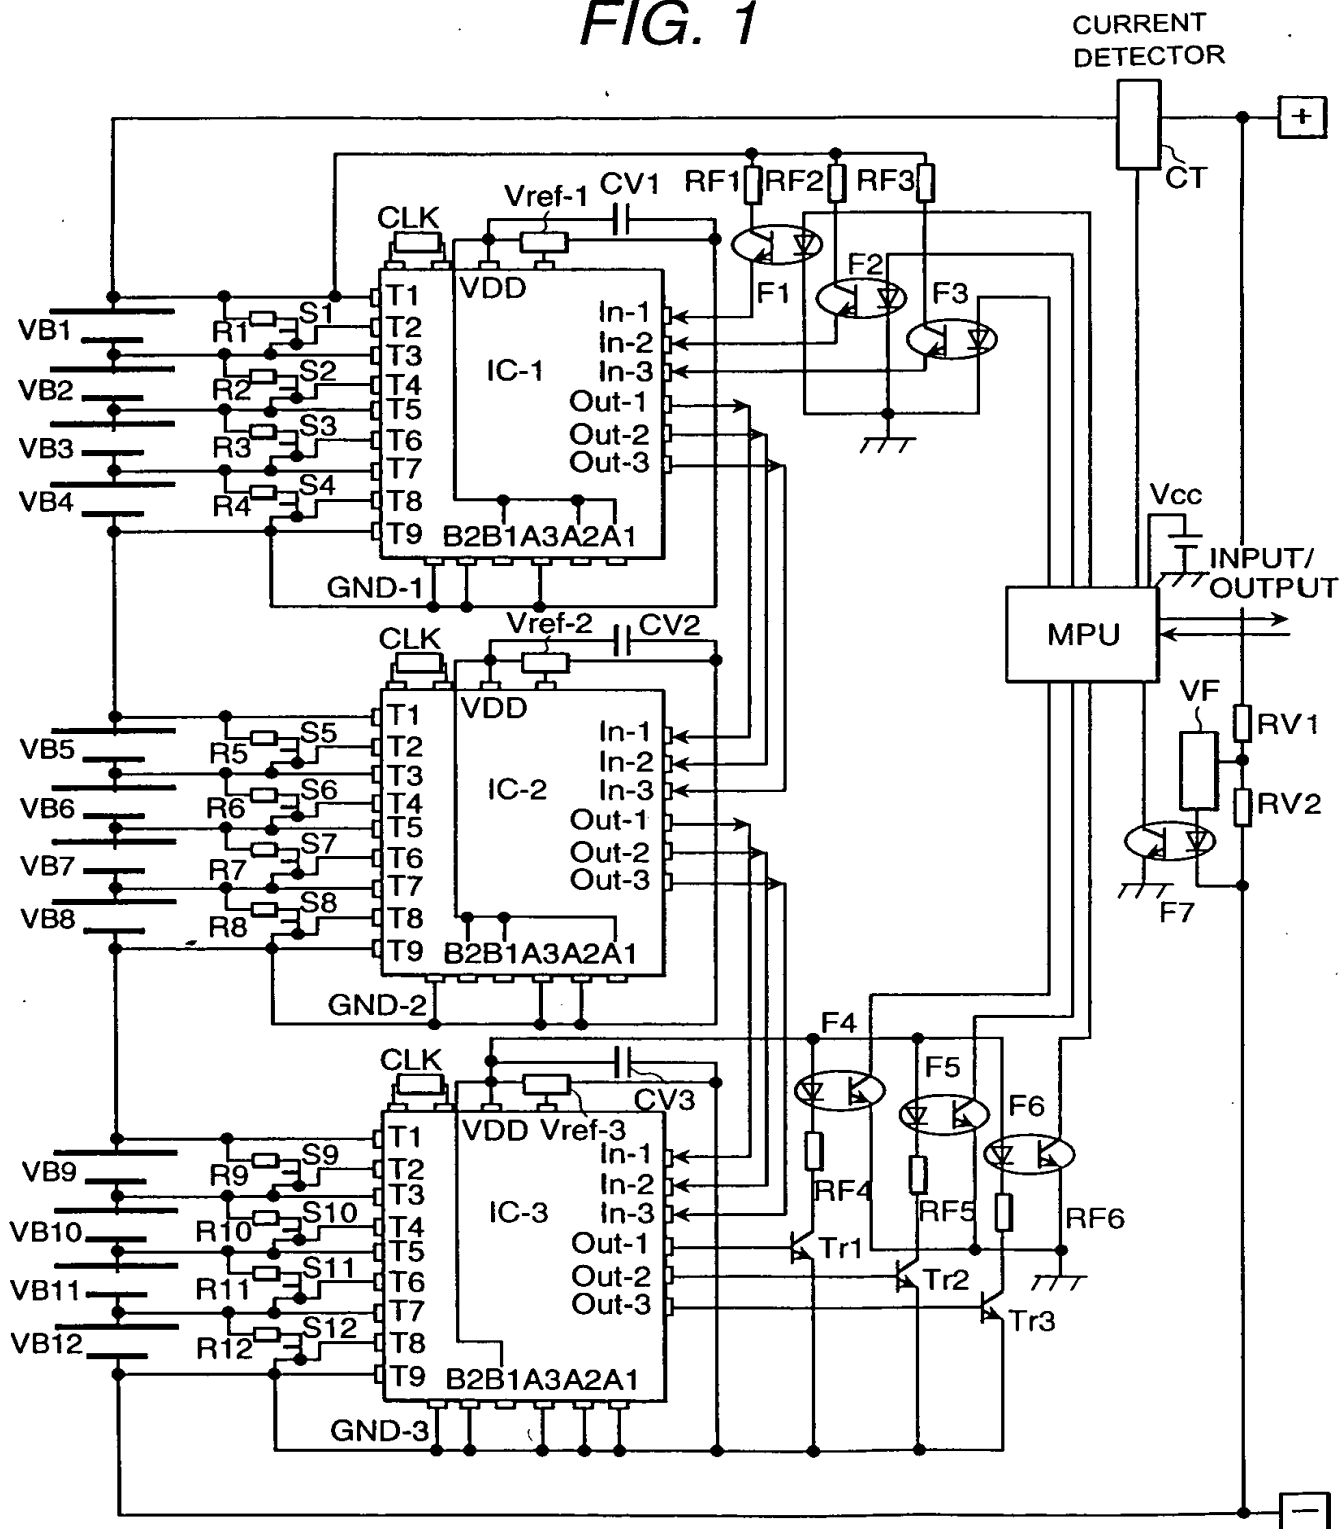 FIG. 1
CURRENT
DETECTOR
+
CT
RF1 RF2 RF3
CV1
Vref-1
CLK
VDD
F1
F2
F3
VB1
VB2
VB3
VB4
R1
R2
R3
R4
S1
S2
S3
S4
T1
T2
T3
T4
T5
T6
T7
T8
T9
IC-1
In-1
In-2
In-3
Out-1
Out-2
Out-3
B2B1A3A2A1
GND-1
Vcc
INPUT/
OUTPUT
MPU
VF
RV1
RV2
F7
Vref-2
CV2
CLK
VDD
VB5
VB6
VB7
VB8
R5
R6
R7
R8
S5
S6
S7
S8
T1
T2
T3
T4
T5
T6
T7
T8
T9
IC-2
In-1
In-2
In-3
Out-1
Out-2
Out-3
B2B1A3A2A1
GND-2
F4
F5
F6
CLK
CV3
VDD Vref-3
VB9
VB10
VB11
VB12
R9
R10
R11
R12
S9
S10
S11
S12
T1
T2
T3
T4
T5
T6
T7
T8
T9
IC-3
In-1
In-2
In-3
Out-1
Out-2
Out-3
B2B1A3A2A1
GND-3
RF4
RF5
RF6
Tr1
Tr2
Tr3
−